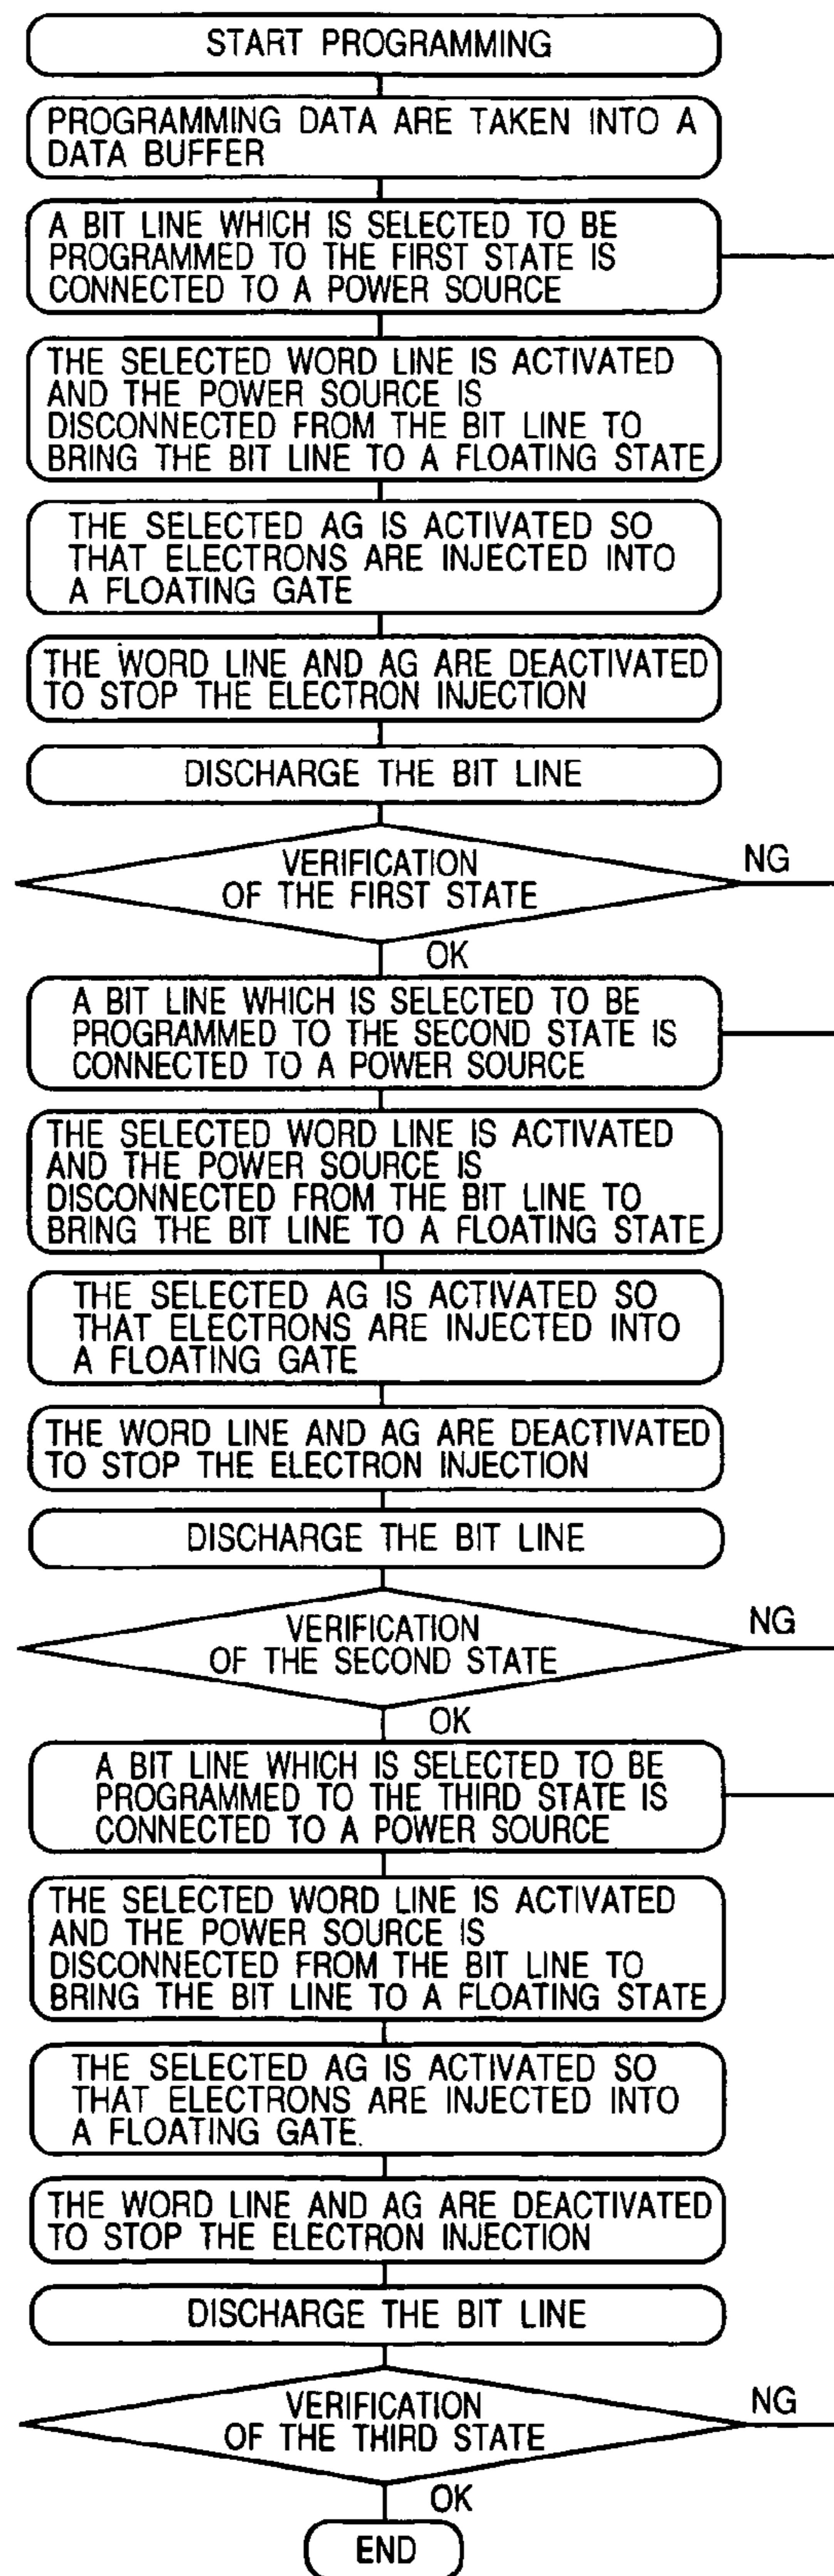 START PROGRAMMING
PROGRAMMING DATA ARE TAKEN INTO A
DATA BUFFER
A BIT LINE WHICH IS SELECTED TO BE
PROGRAMMED TO THE FIRST STATE IS
CONNECTED TO A POWER SOURCE
THE SELECTED WORD LINE IS ACTIVATED
AND THE POWER SOURCE IS
DISCONNECTED FROM THE BIT LINE TO
BRING THE BIT LINE TO A FLOATING STATE
THE SELECTED AG IS ACTIVATED SO
THAT ELECTRONS ARE INJECTED INTO
A FLOATING GATE
THE WORD LINE AND AG ARE DEACTIVATED
TO STOP THE ELECTRON INJECTION
DISCHARGE THE BIT LINE
VERIFICATION
OF THE FIRST STATE
NG
OK
A BIT LINE WHICH IS SELECTED TO BE
PROGRAMMED TO THE SECOND STATE IS
CONNECTED TO A POWER SOURCE
THE SELECTED WORD LINE IS ACTIVATED
AND THE POWER SOURCE IS
DISCONNECTED FROM THE BIT LINE TO
BRING THE BIT LINE TO A FLOATING STATE
THE SELECTED AG IS ACTIVATED SO
THAT ELECTRONS ARE INJECTED INTO
A FLOATING GATE
THE WORD LINE AND AG ARE DEACTIVATED
TO STOP THE ELECTRON INJECTION
DISCHARGE THE BIT LINE
VERIFICATION
OF THE SECOND STATE
NG
OK
A BIT LINE WHICH IS SELECTED TO BE
PROGRAMMED TO THE THIRD STATE IS
CONNECTED TO A POWER SOURCE
THE SELECTED WORD LINE IS ACTIVATED
AND THE POWER SOURCE IS
DISCONNECTED FROM THE BIT LINE TO
BRING THE BIT LINE TO A FLOATING STATE
THE SELECTED AG IS ACTIVATED SO
THAT ELECTRONS ARE INJECTED INTO
A FLOATING GATE.
THE WORD LINE AND AG ARE DEACTIVATED
TO STOP THE ELECTRON INJECTION
DISCHARGE THE BIT LINE
VERIFICATION
OF THE THIRD STATE
NG
OK
END